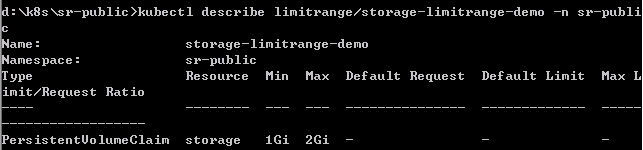 d:\k8s\sr-public>kubectl describe limitrange/storage-limitrange-demo -n sr-publi
c
Name:                  storage-limitrange-demo
Namespace:             sr-public
Type                   Resource  Min  Max  Default Request  Default Limit  Max L
imit/Request Ratio
----                   --------  ---  ---  ---------------  -------------  -----
------------------
PersistentVolumeClaim  storage   1Gi  2Gi  -                -              -